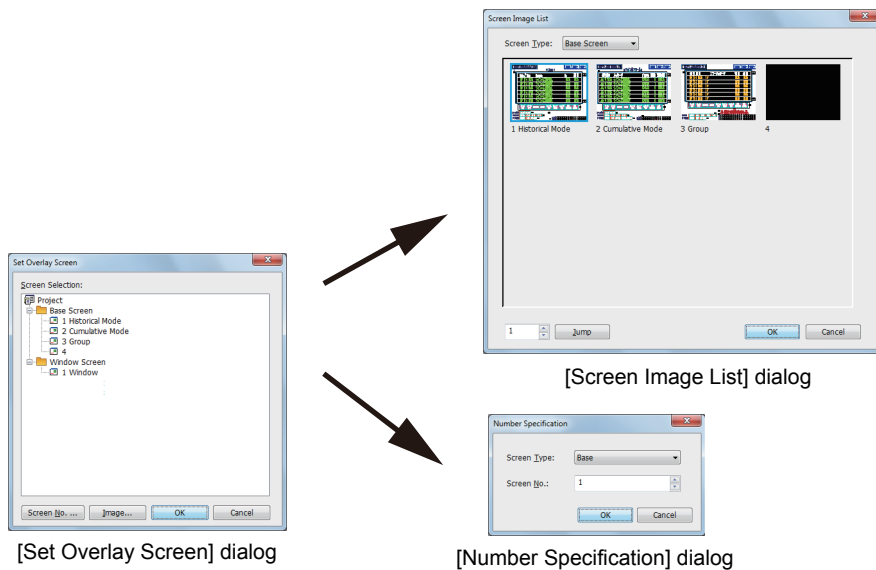 Screen Image List
Screen Type: Base Screen
1 Historical Mode
2 Cumulative Mode
3 Group
4
1
Jump
OK
Cancel
[Screen Image List] dialog
Set Overlay Screen
Screen Selection:
Project
Base Screen
1 Historical Mode
2 Cumulative Mode
3 Group
4
Window Screen
1 Window
Screen No. ...
Image...
OK
Cancel
[Set Overlay Screen] dialog
Number Specification
Screen Type: Base
Screen No.: 1
OK
Cancel
[Number Specification] dialog